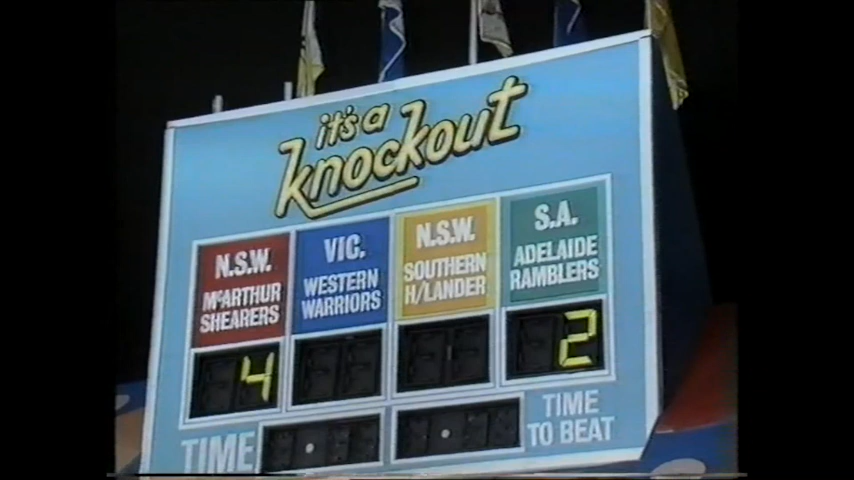 it's a
knockout
N.S.W.
McARTHUR
SHEARERS
VIC.
WESTERN
WARRIORS
N.S.W.
SOUTHERN
H/LANDER
S.A.
ADELAIDE
RAMBLERS
4
2
TIME
TIME
TO BEAT